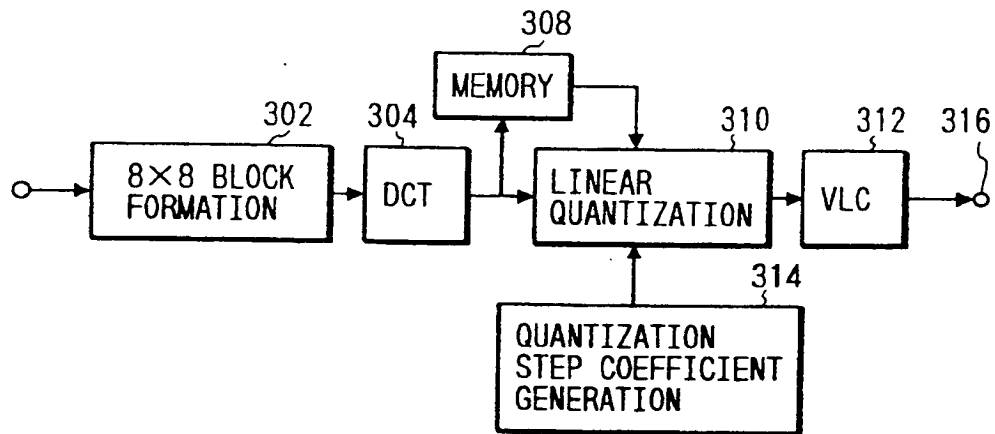 308
MEMORY
302
304
310
312
316
8×8 BLOCK
FORMATION
DCT
LINEAR
QUANTIZATION
VLC
314
QUANTIZATION
STEP COEFFICIENT
GENERATION